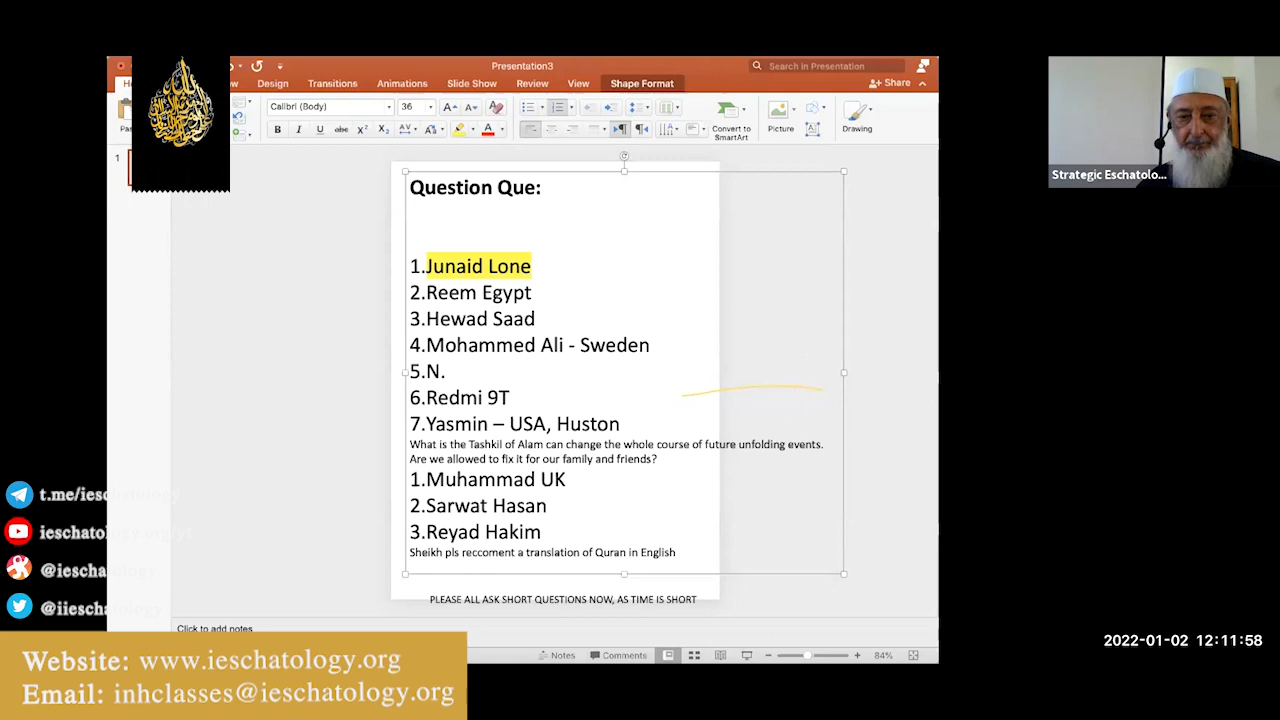 Presentation3
Search in Presentation
Design
Transitions
Animations
Slide Show
Review
View
Shape Format
Share
Calibri (Body)
36
Convert to
SmartArt
Picture
Drawing
1
Question Que:
1.Junaid Lone
2.Reem Egypt
3.Hewad Saad
4.Mohammed Ali - Sweden
5.N.
6.Redmi 9T
7.Yasmin – USA, Huston
What is the Tashkil of Alam can change the whole course of future unfolding events.
Are we allowed to fix it for our family and friends?
1.Muhammad UK
2.Sarwat Hasan
3.Reyad Hakim
Sheikh pls reccoment a translation of Quran in English
PLEASE ALL ASK SHORT QUESTIONS NOW, AS TIME IS SHORT
Click to add notes
Notes
Comments
84%
Strategic Eschatolo...
t.me/ieschatology
ieschatology.org/yt
@ieschatology
@iieschatology
Website: www.ieschatology.org
Email: inhclasses@ieschatology.org
2022-01-02 12:11:58